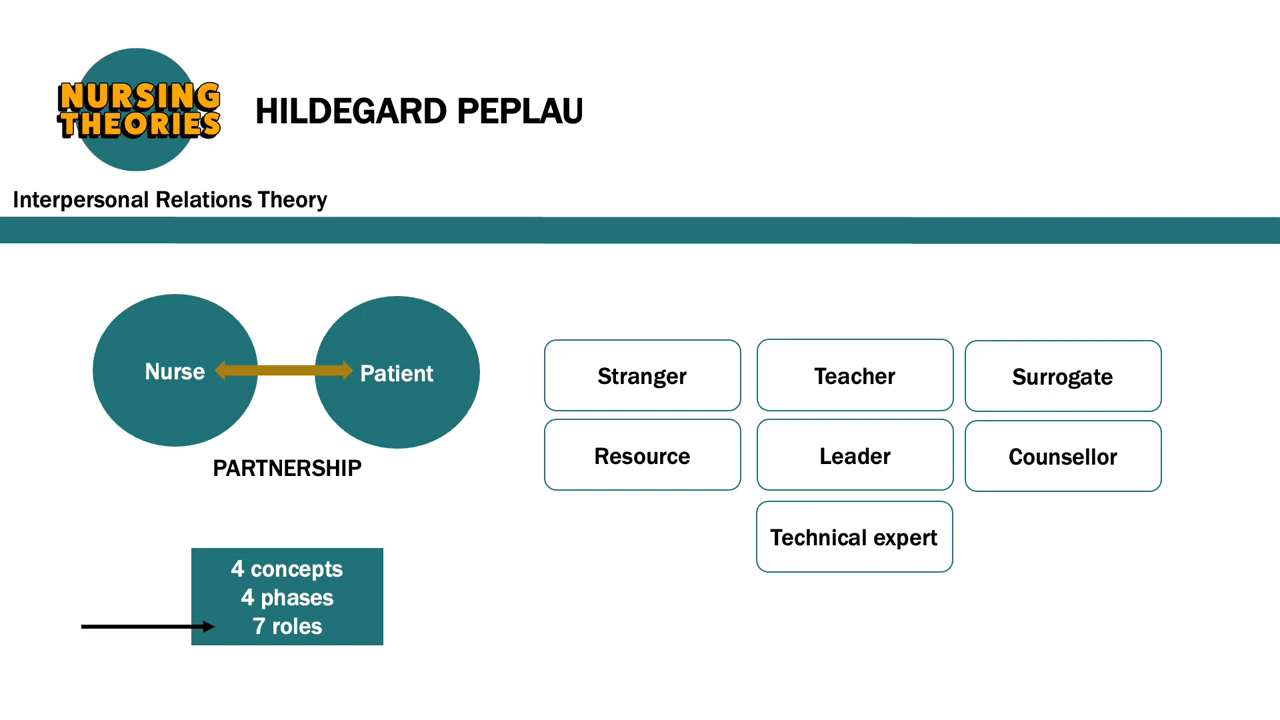 NURSING
THEORIES
HILDEGARD PEPLAU
Interpersonal Relations Theory
Nurse
Patient
PARTNERSHIP
4 concepts
4 phases
7 roles
Stranger
Teacher
Surrogate
Resource
Leader
Counsellor
Technical expert